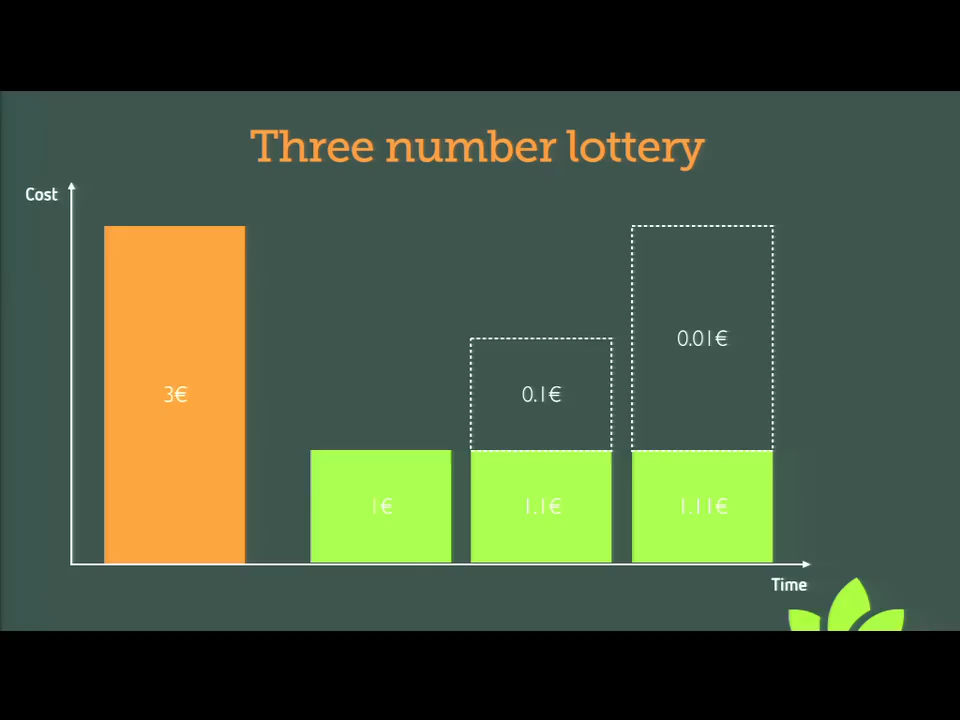 Three number lottery
Cost
0.01€
3€
0.1€
1€
1.1€
1.11€
Time